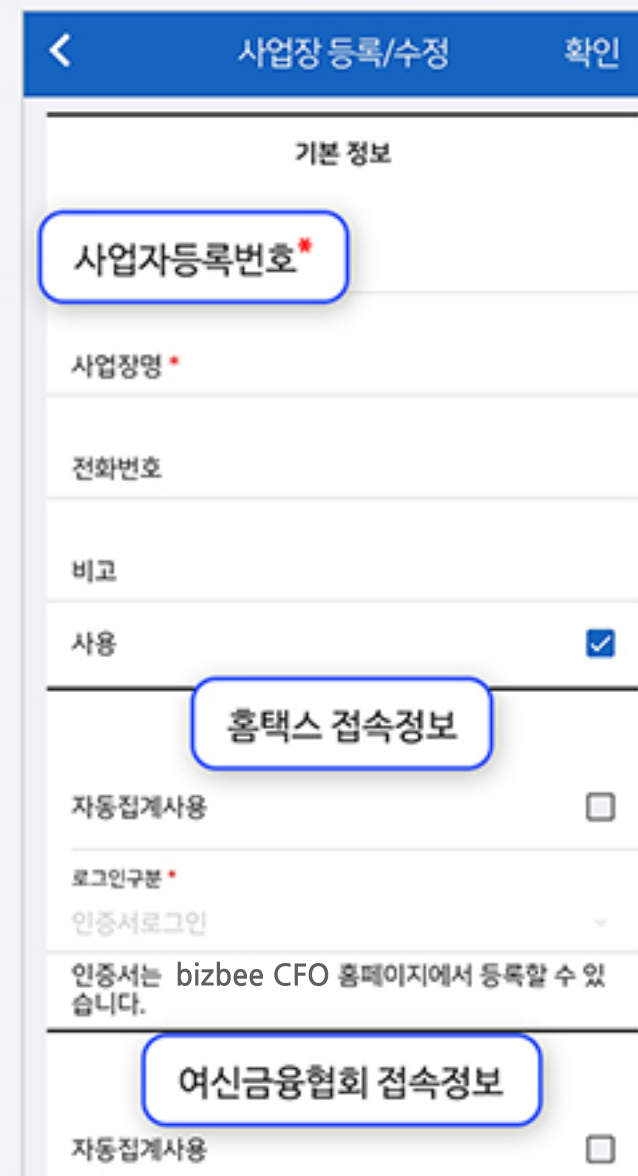 사업장 등록/수정 확인
기본 정보
사업자등록번호*
사업장명 *
전화번호
비고
사용
홈택스 접속정보
자동집계사용
로그인구분 *
인증서로그인
인증서는 bizbee CFO 홈페이지에서 등록할 수 있
습니다.
여신금융협회 접속정보
자동집계사용